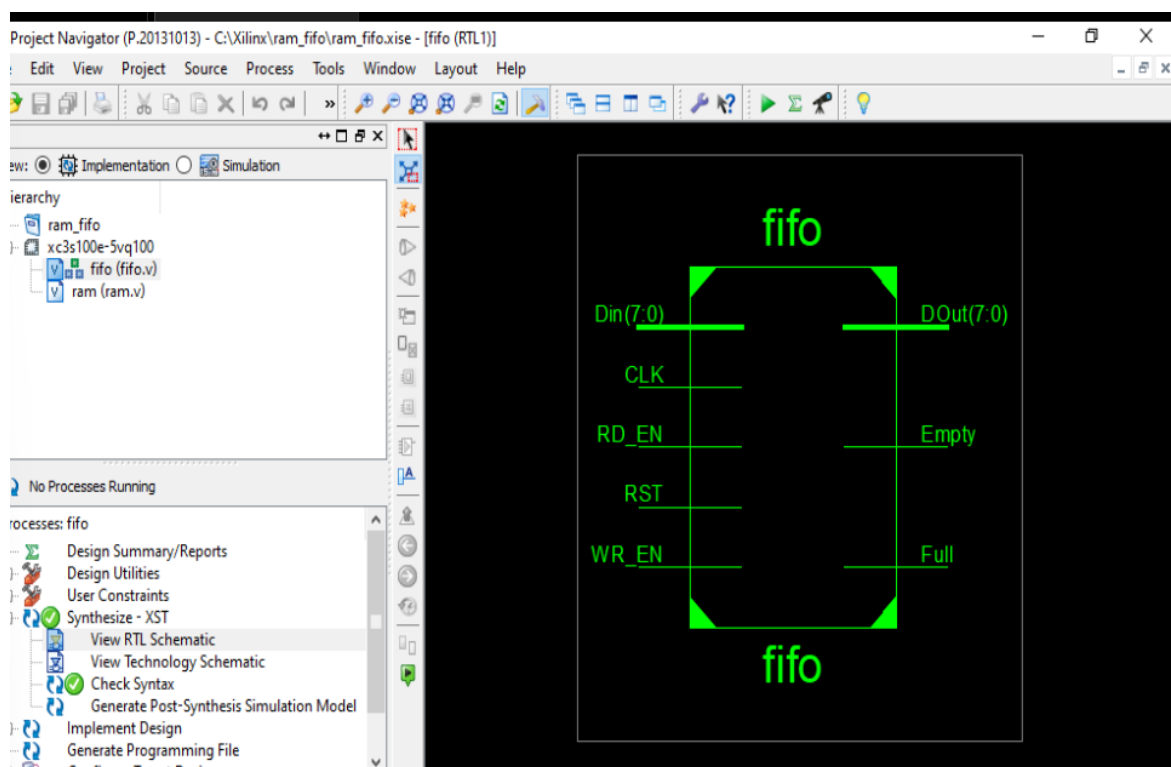 Project Navigator (P.20131013) - C:\Xilinx\ram_fifo\ram_fifo.xise - [fifo (RTL1)]
Edit View Project Source Process Tools Window Layout Help
Implementation Simulation
ram_fifo
xc3s100e-5vq100
fifo (fifo.v)
ram (ram.v)
No Processes Running
fifo
Design Summary/Reports
Design Utilities
User Constraints
Synthesize - XST
View RTL Schematic
View Technology Schematic
Check Syntax
Generate Post-Synthesis Simulation Model
Implement Design
Generate Programming File
fifo
Din(7:0)
DOut(7:0)
CLK
RD_EN
Empty
RST
WR_EN
Full
fifo